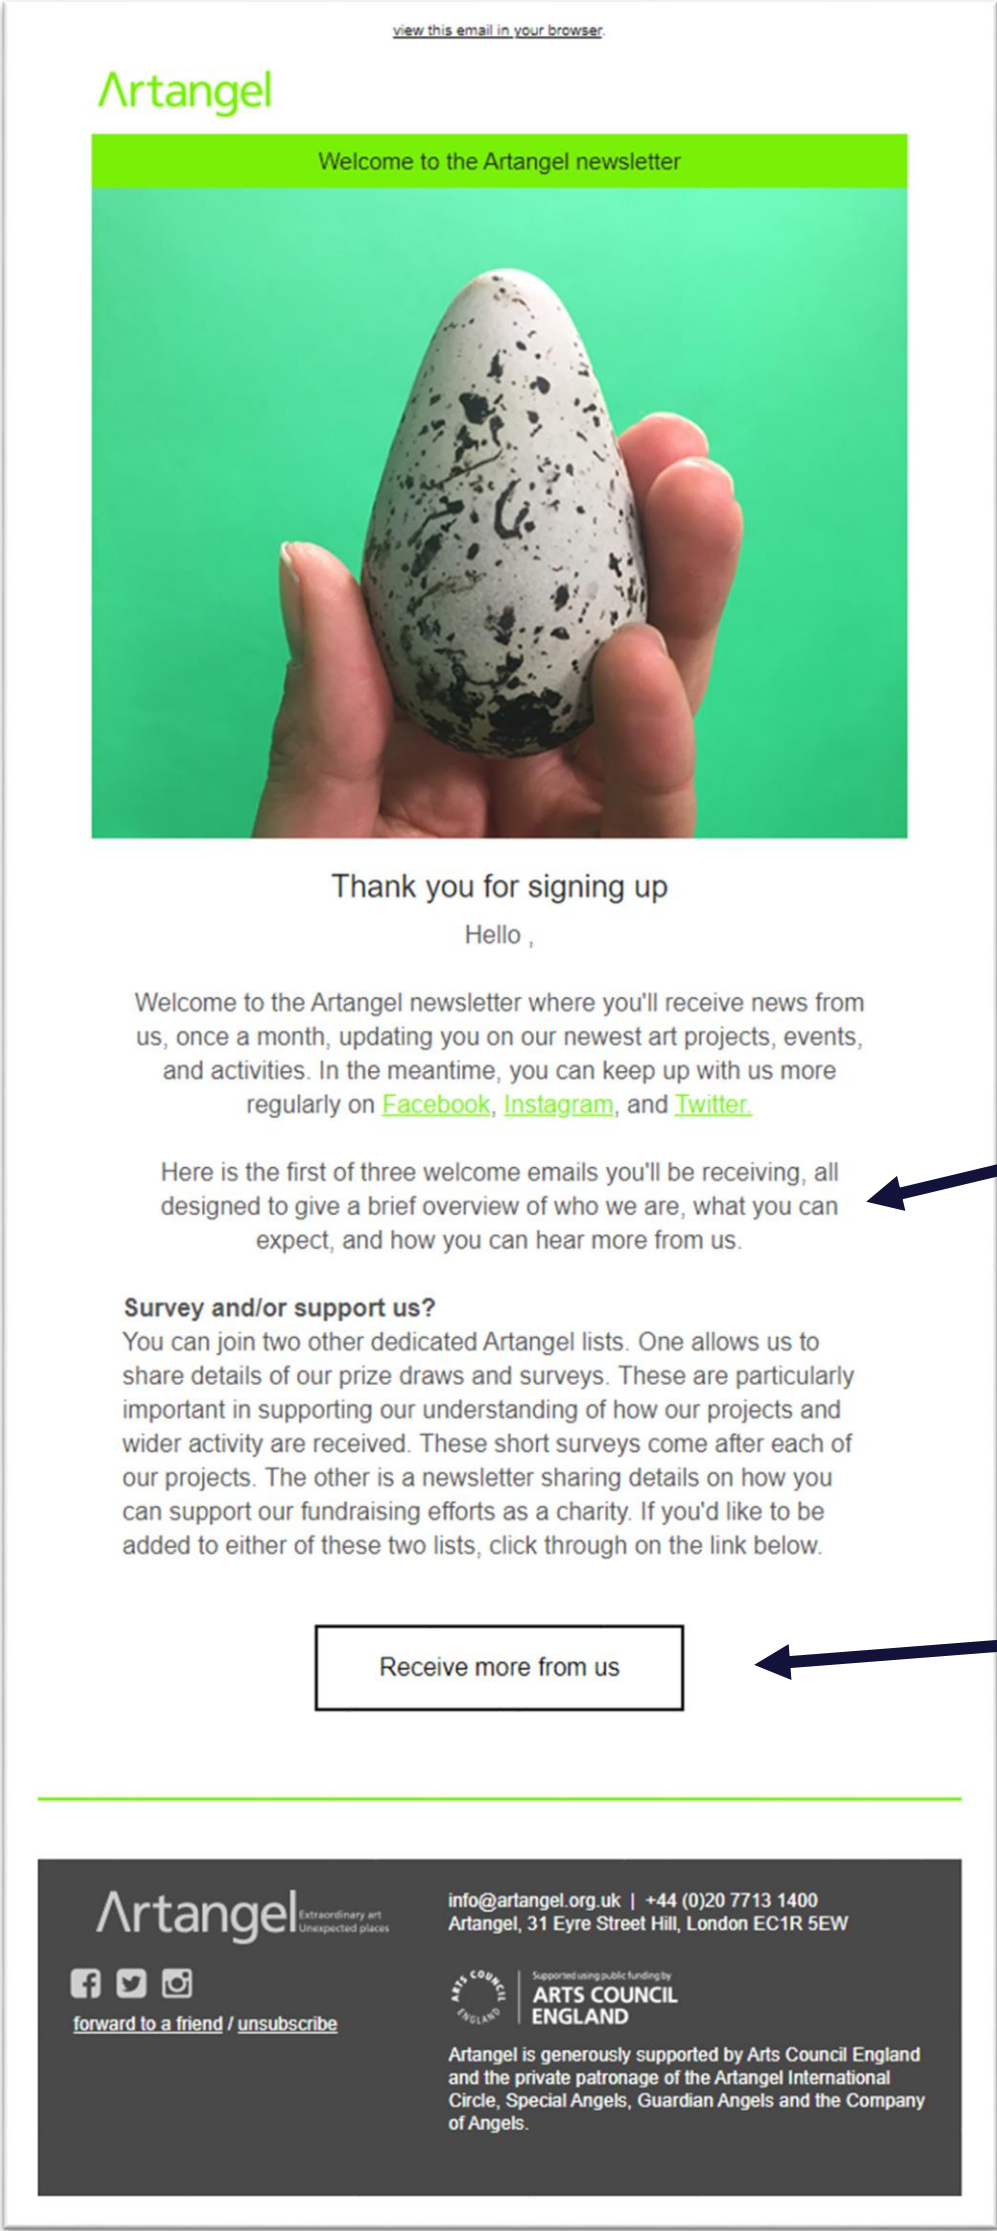 view this email in your browser.
Artangel
Welcome to the Artangel newsletter
Thank you for signing up
Hello ,
Welcome to the Artangel newsletter where you'll receive news from
us, once a month, updating you on our newest art projects, events,
and activities. In the meantime, you can keep up with us more
regularly on Facebook, Instagram, and Twitter.
Here is the first of three welcome emails you'll be receiving, all
designed to give a brief overview of who we are, what you can
expect, and how you can hear more from us.
Survey and/or support us?
You can join two other dedicated Artangel lists. One allows us to
share details of our prize draws and surveys. These are particularly
important in supporting our understanding of how our projects and
wider activity are received. These short surveys come after each of
our projects. The other is a newsletter sharing details on how you
can support our fundraising efforts as a charity. If you'd like to be
added to either of these two lists, click through on the link below.
Receive more from us
Artangel
Extraordinary art
Unexpected places
forward to a friend / unsubscribe
info@artangel.org.uk | +44 (0)20 7713 1400
Artangel, 31 Eyre Street Hill, London EC1R 5EW
ARTS COUNCIL
ENGLAND
Supported using public funding by
ARTS COUNCIL
ENGLAND
Artangel is generously supported by Arts Council England
and the private patronage of the Artangel International
Circle, Special Angels, Guardian Angels and the Company
of Angels.